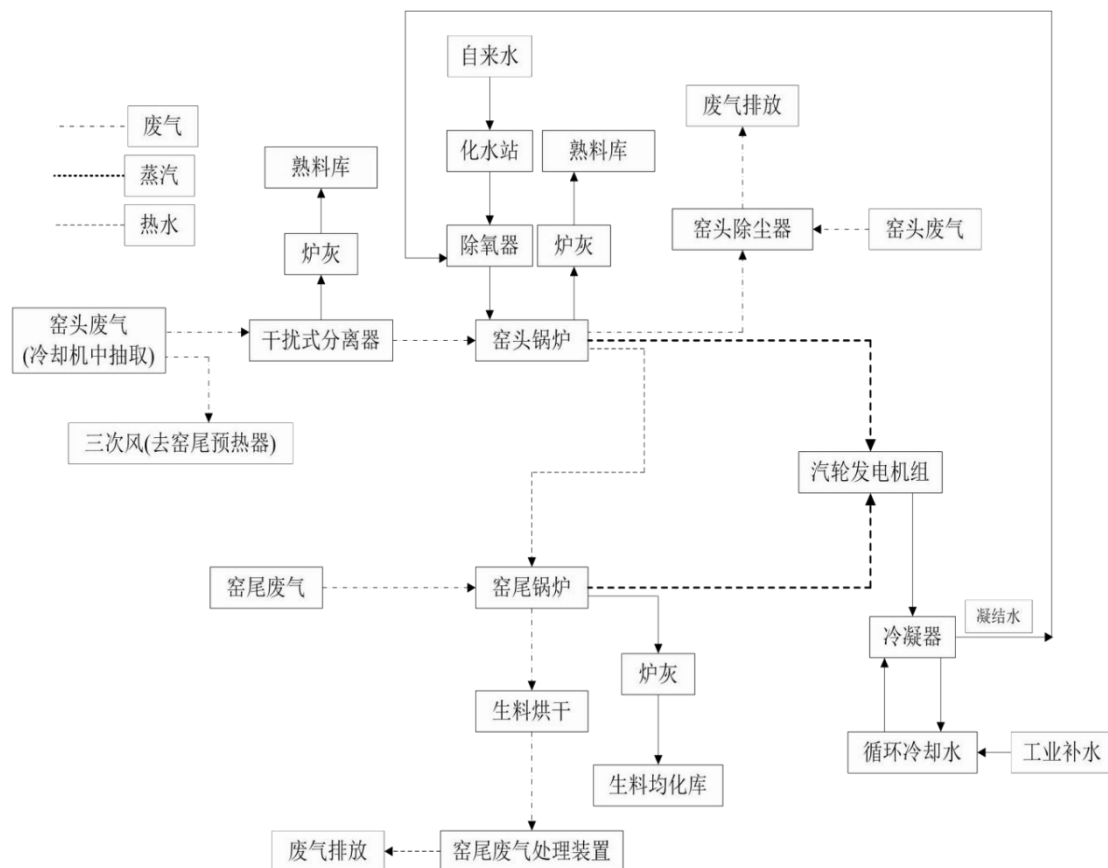 自来水
废气
废气排放
化水站
熟料库
熟料库
蒸汽
热水
窑头除尘器
窑头废气
炉灰
除氧器
炉灰
窑头废气
(冷却机中抽取)
干扰式分离器
窑头锅炉
三次风(去窑尾预热器)
汽轮发电机组
窑尾废气
窑尾锅炉
凝结水
冷凝器
炉灰
生料烘干
循环冷却水
工业补水
生料均化库
废气排放
窑尾废气处理装置